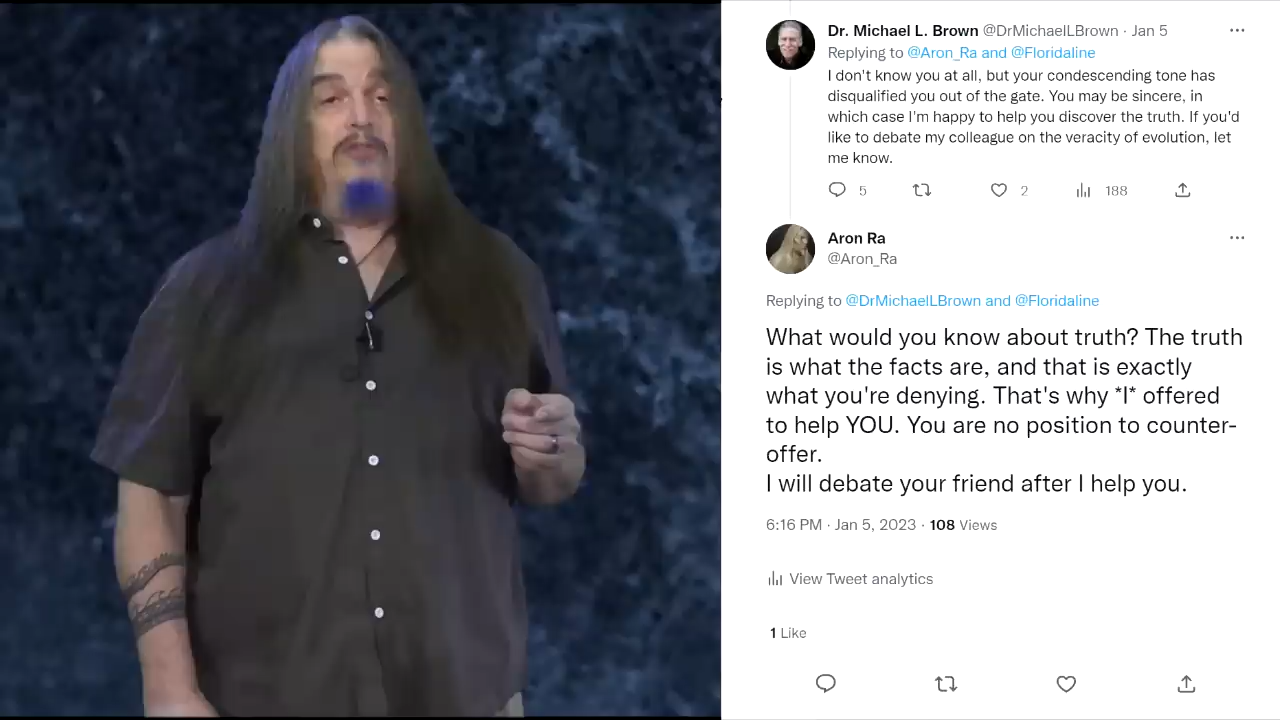 Dr. Michael L. Brown @DrMichaelLBrown · Jan 5
Replying to @Aron_Ra and @Floridaline
I don't know you at all, but your condescending tone has
disqualified you out of the gate. You may be sincere, in
which case I'm happy to help you discover the truth. If you'd
like to debate my colleague on the veracity of evolution, let
me know.
5 2 188
Aron Ra
@Aron_Ra
Replying to @DrMichaelLBrown and @Floridaline
What would you know about truth? The truth
is what the facts are, and that is exactly
what you're denying. That's why *I* offered
to help YOU. You are no position to counter-
offer.
I will debate your friend after I help you.
6:16 PM · Jan 5, 2023 · 108 Views
View Tweet analytics
1 Like